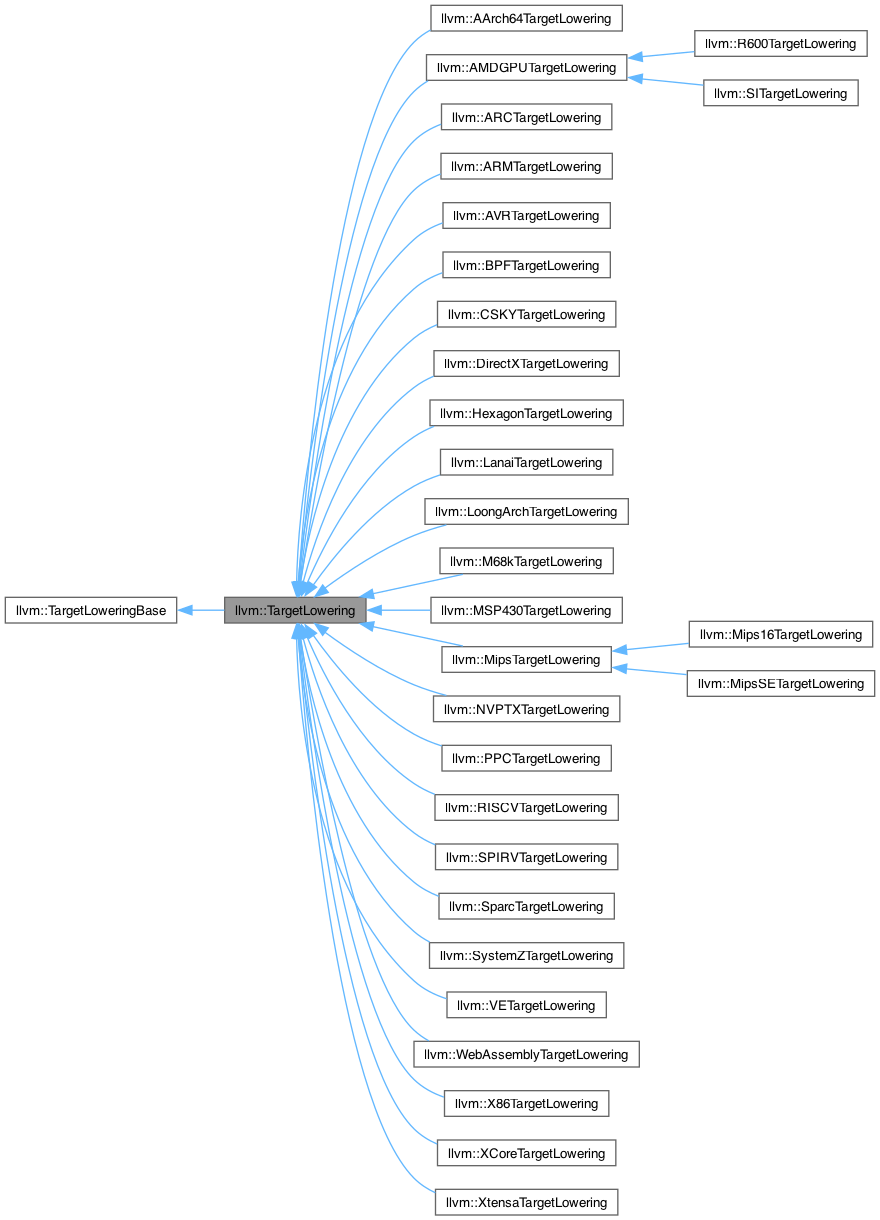 llvm::AArch64TargetLowering
llvm::R600TargetLowering
llvm::AMDGPUTargetLowering
llvm::SITargetLowering
llvm::ARCTargetLowering
llvm::ARMTargetLowering
llvm::AVRTargetLowering
llvm::BPFTargetLowering
llvm::CSKYTargetLowering
llvm::DirectXTargetLowering
llvm::HexagonTargetLowering
llvm::LanaiTargetLowering
llvm::LoongArchTargetLowering
llvm::M68kTargetLowering
llvm::TargetLoweringBase
llvm::TargetLowering
llvm::MSP430TargetLowering
llvm::Mips16TargetLowering
llvm::MipsTargetLowering
llvm::MipsSETargetLowering
llvm::NVPTXTargetLowering
llvm::PPCTargetLowering
llvm::RISCVTargetLowering
llvm::SPIRVTargetLowering
llvm::SparcTargetLowering
llvm::SystemZTargetLowering
llvm::VETargetLowering
llvm::WebAssemblyTargetLowering
llvm::X86TargetLowering
llvm::XCoreTargetLowering
llvm::XtensaTargetLowering